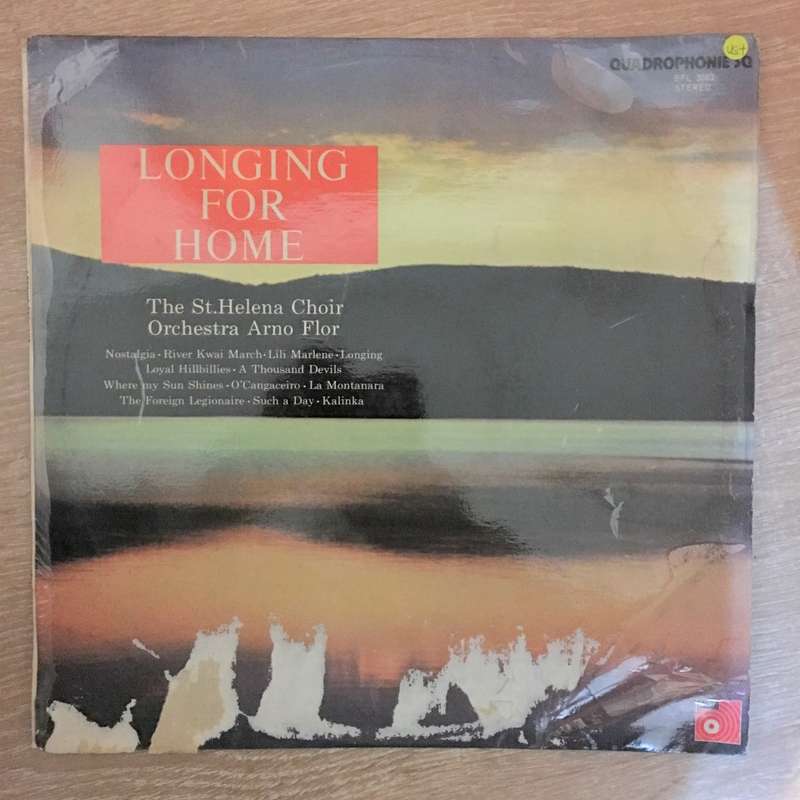 VG+
QUADROPHONIE SQ
STEREO
LONGING
FOR
HOME
The St.Helena Choir
Orchestra Arno Flor
Nostalgia · River Kwai March · Lili Marlene · Longing
Loyal Hillbillies · A Thousand Devils
Where my Sun Shines · O'Cangaceiro · La Montanara
The Foreign Legionaire · Such a Day · Kalinka